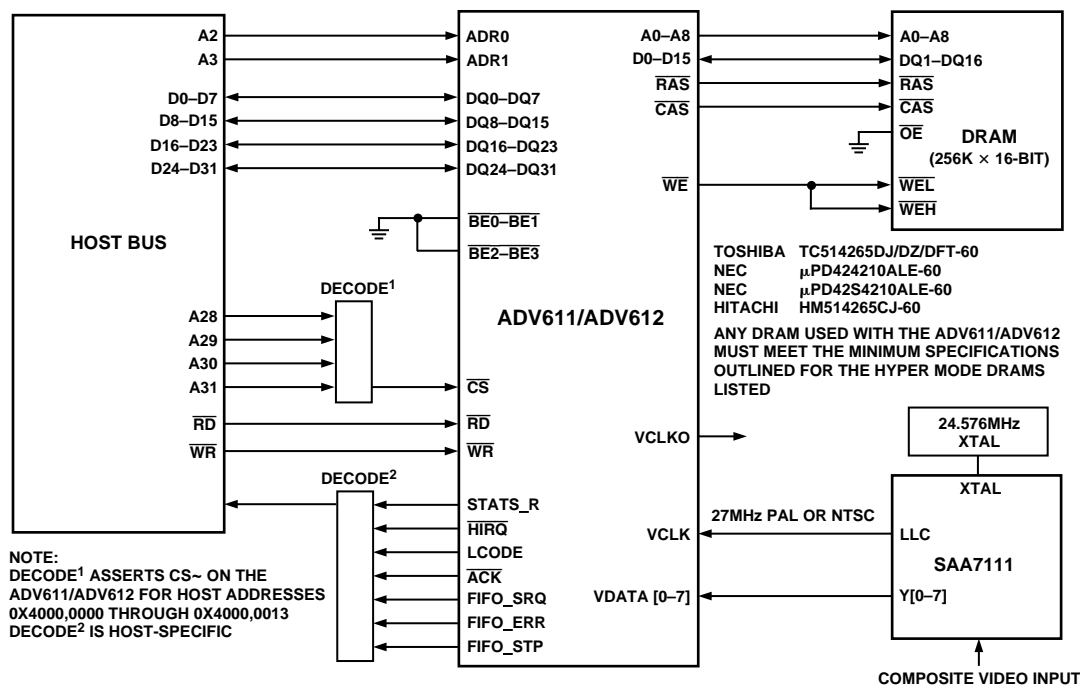 A2
A3
D0–D7
D8–D15
D16–D23
D24–D31
HOST BUS
A28
A29
A30
A31
RD
WR
DECODE1
DECODE2
ADR0
ADR1
DQ0–DQ7
DQ8–DQ15
DQ16–DQ23
DQ24–DQ31
BE0–BE1
BE2–BE3
CS
RD
WR
STATS_R
HIRQ
LCODE
ACK
FIFO_SRQ
FIFO_ERR
FIFO_STP
ADV611/ADV612
A0–A8
D0–D15
RAS
CAS
WE
VCLKO
VCLK
VDATA [0–7]
A0–A8
DQ1–DQ16
RAS
CAS
OE
DRAM
(256K × 16-BIT)
WEL
WEH
TOSHIBA TC514265DJ/DZ/DFT-60
NEC μPD424210ALE-60
NEC μPD42S4210ALE-60
HITACHI HM514265CJ-60
ANY DRAM USED WITH THE ADV611/ADV612
MUST MEET THE MINIMUM SPECIFICATIONS
OUTLINED FOR THE HYPER MODE DRAMS
LISTED
24.576MHz
XTAL
XTAL
27MHz PAL OR NTSC
LLC
SAA7111
Y[0–7]
COMPOSITE VIDEO INPUT
NOTE:
DECODE1 ASSERTS CS~ ON THE
ADV611/ADV612 FOR HOST ADDRESSES
0X4000,0000 THROUGH 0X4000,0013
DECODE2 IS HOST-SPECIFIC